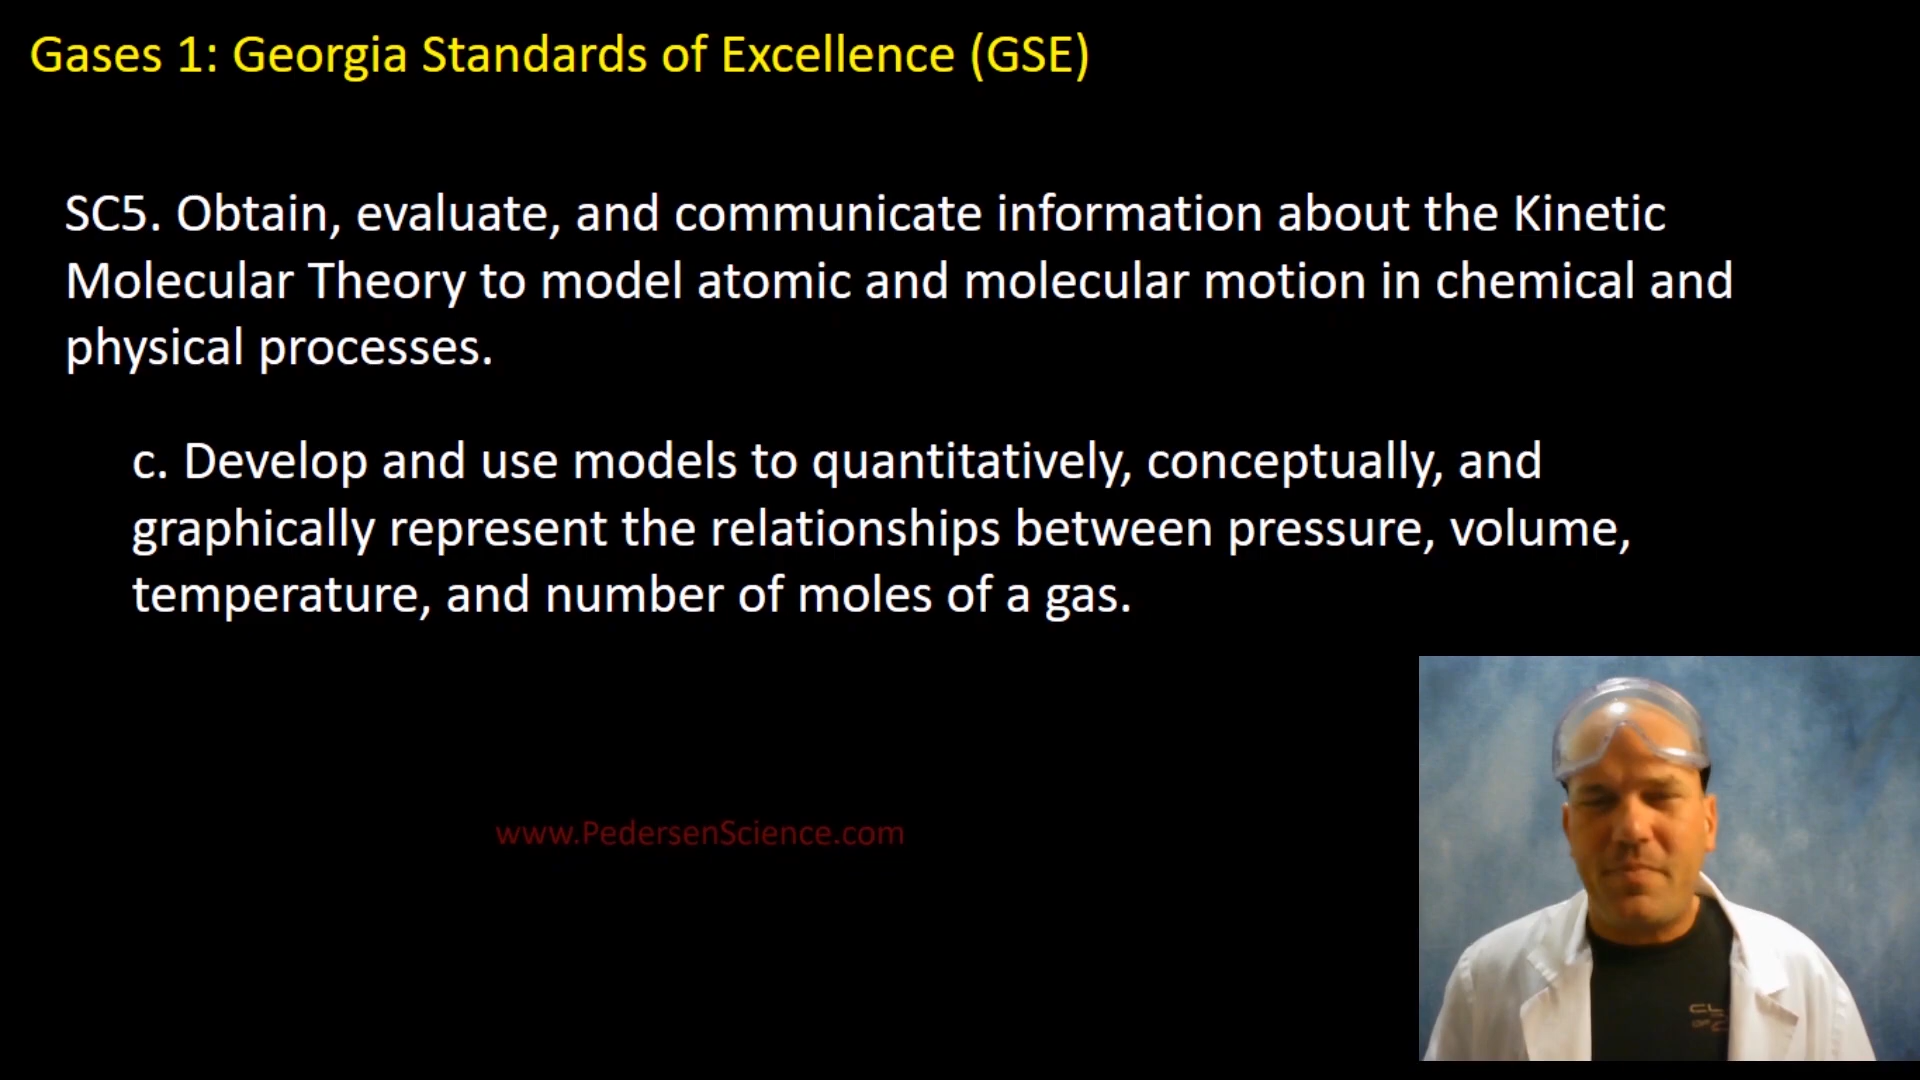 Gases 1: Georgia Standards of Excellence (GSE)
SC5. Obtain, evaluate, and communicate information about the Kinetic
Molecular Theory to model atomic and molecular motion in chemical and
physical processes.
c. Develop and use models to quantitatively, conceptually, and
graphically represent the relationships between pressure, volume,
temperature, and number of moles of a gas.
www.PedersenScience.com